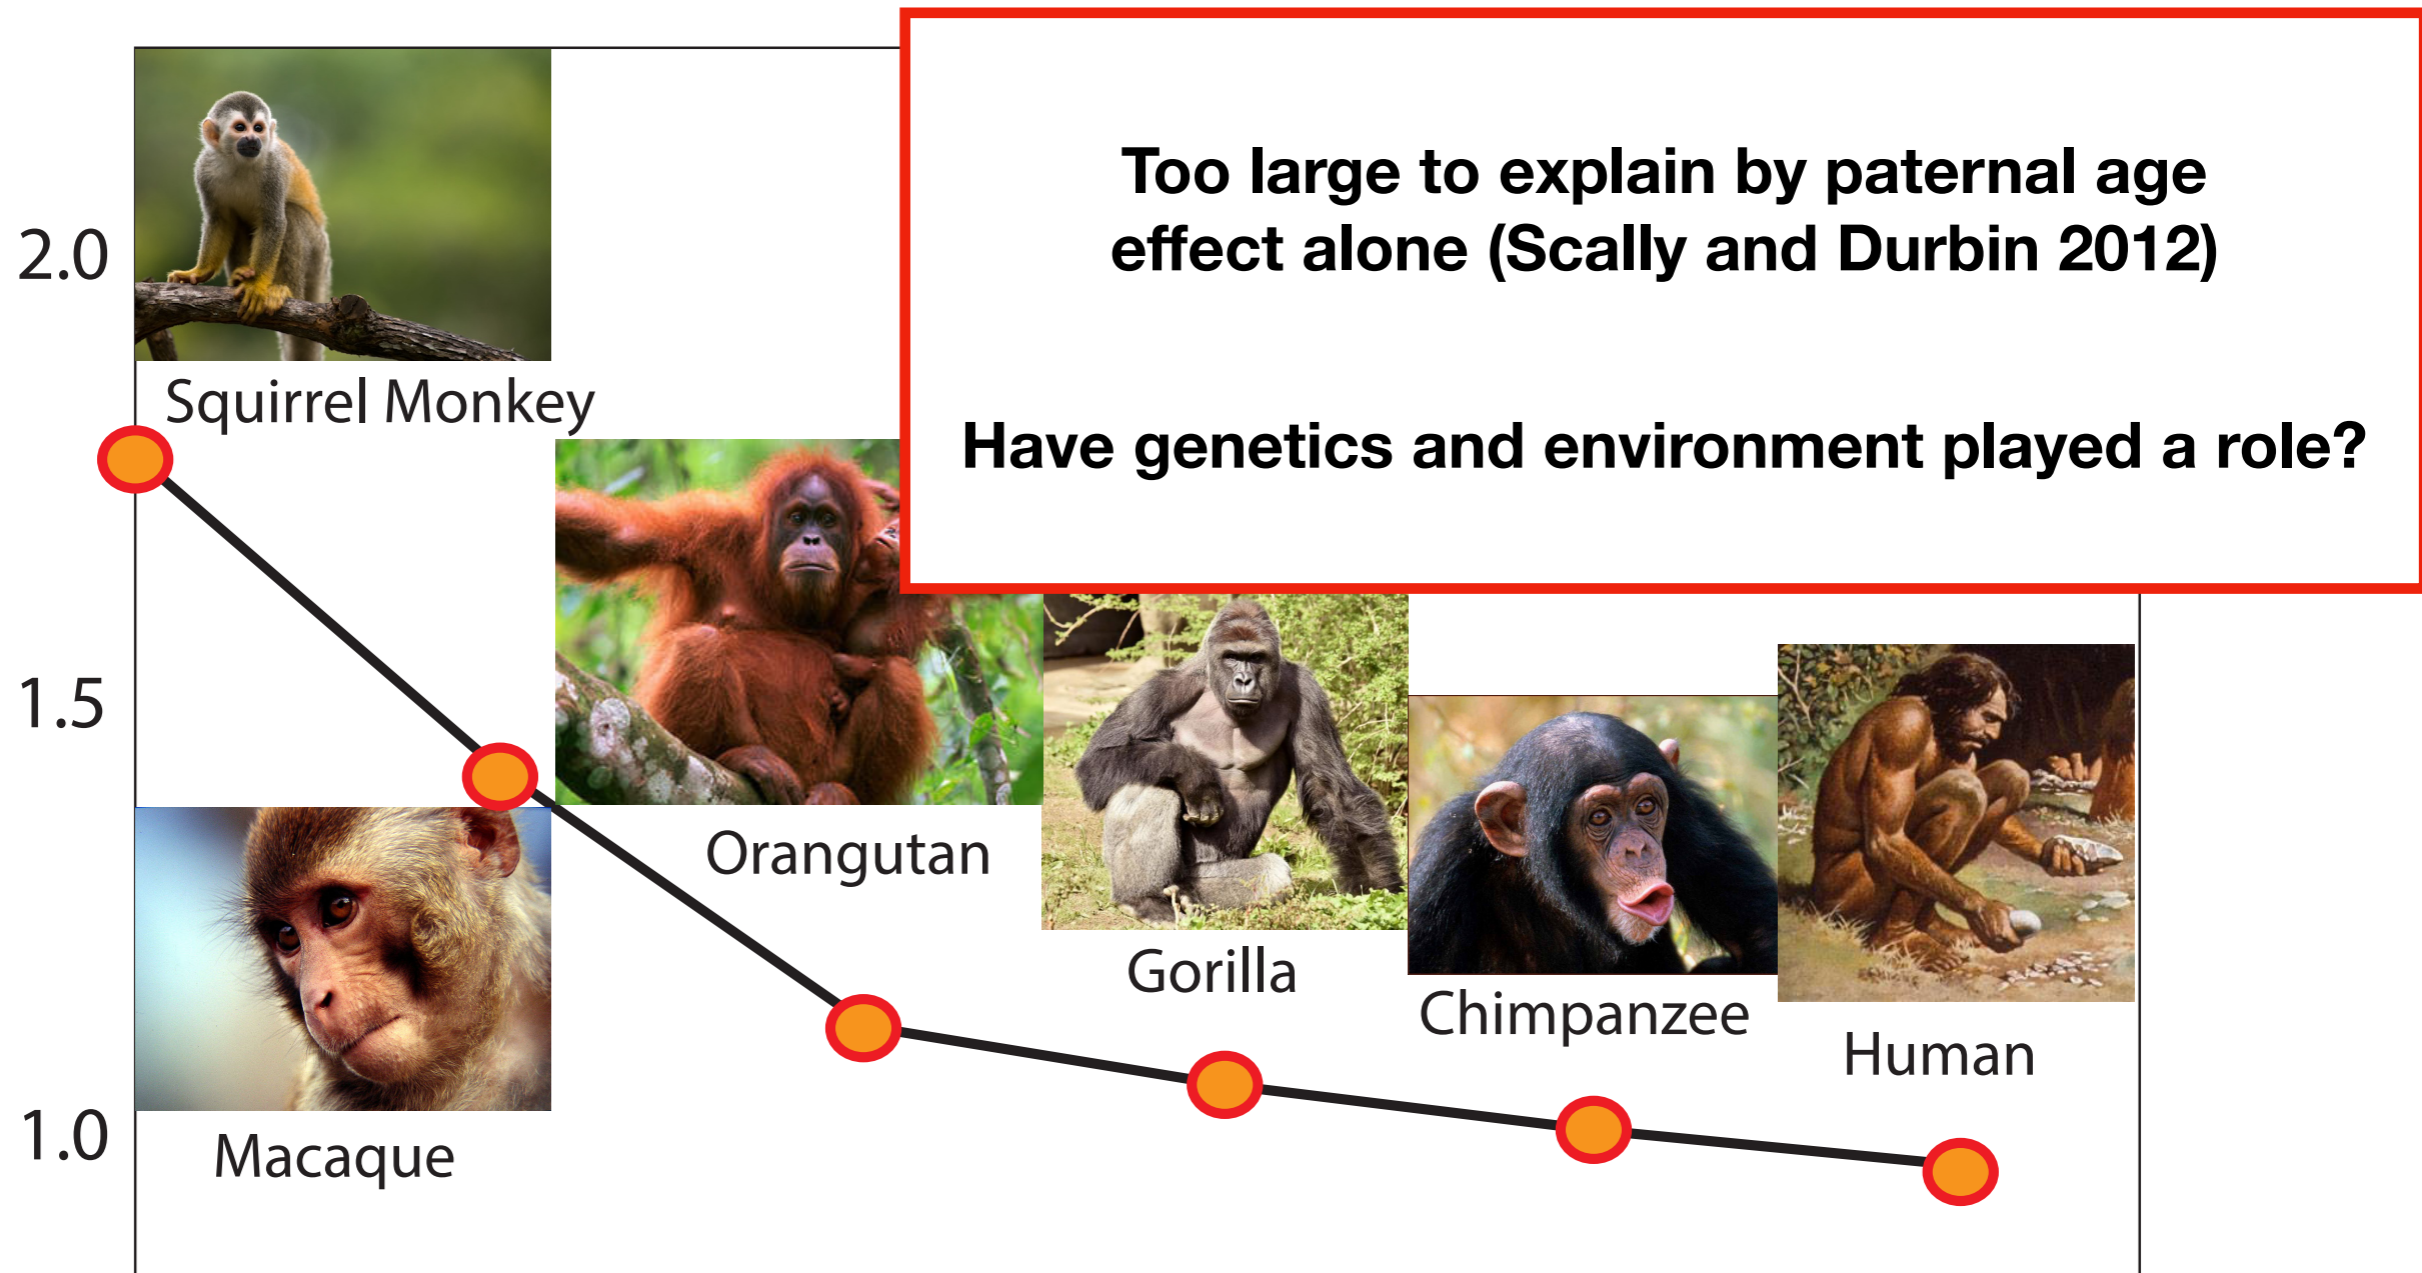 Too large to explain by paternal age
effect alone (Scally and Durbin 2012)
Have genetics and environment played a role?
2.0
Squirrel Monkey
1.5
Orangutan
Gorilla
Chimpanzee
Human
1.0
Macaque